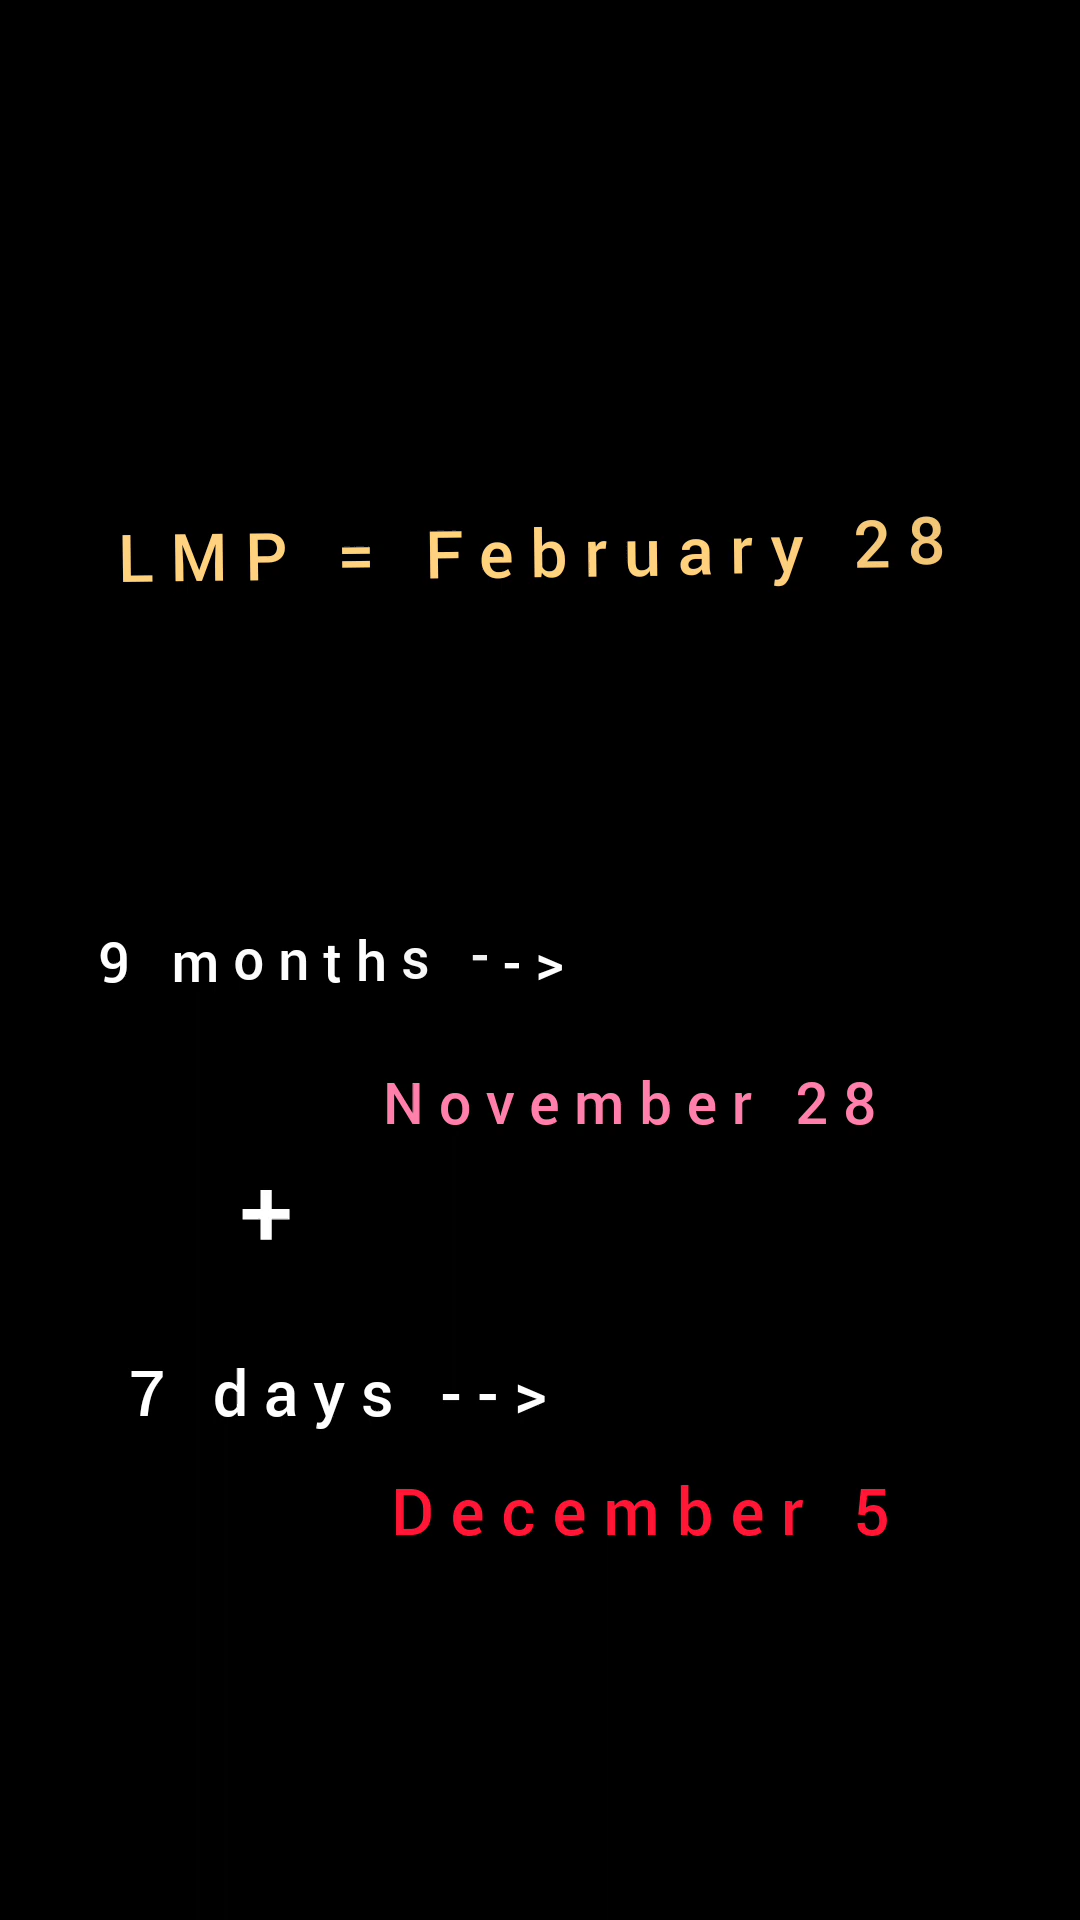 LMP = February 28
9 months -->
November 28
+
7 days -->
December 5